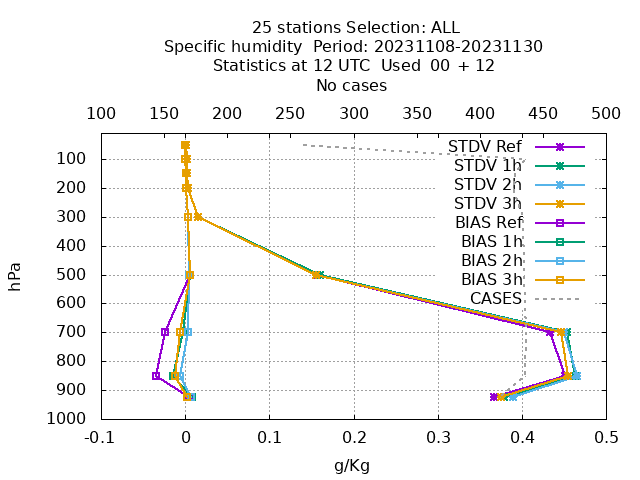 25 stations Selection: ALL
Specific humidity  Period: 20231108-20231130
Statistics at 12 UTC  Used  00 + 12
No cases
100 150 200 250 300 350 400 450 500
STDV Ref
STDV 1h
STDV 2h
STDV 3h
BIAS Ref
BIAS 1h
BIAS 2h
BIAS 3h
CASES
hPa
100
200
300
400
500
600
700
800
900
1000
-0.1 0 0.1 0.2 0.3 0.4 0.5
g/Kg